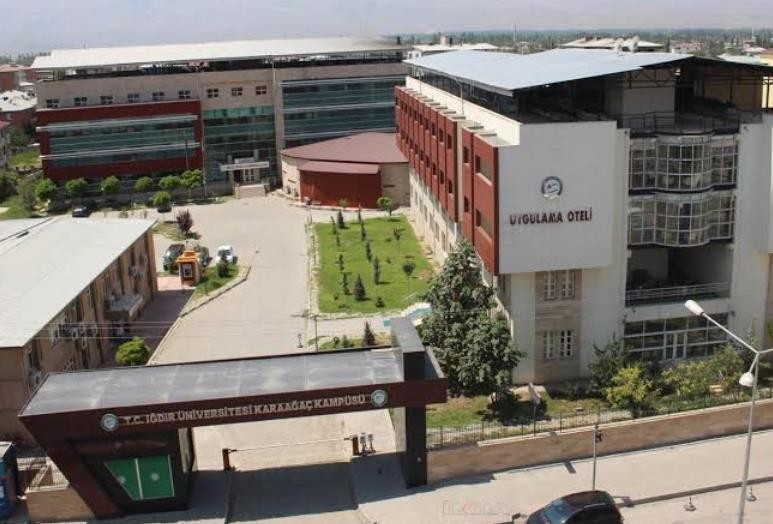 UYGULAMA OTELİ
T.C. IĞDIR ÜNİVERSİTESİ KARAAĞAÇ KAMPÜSÜ